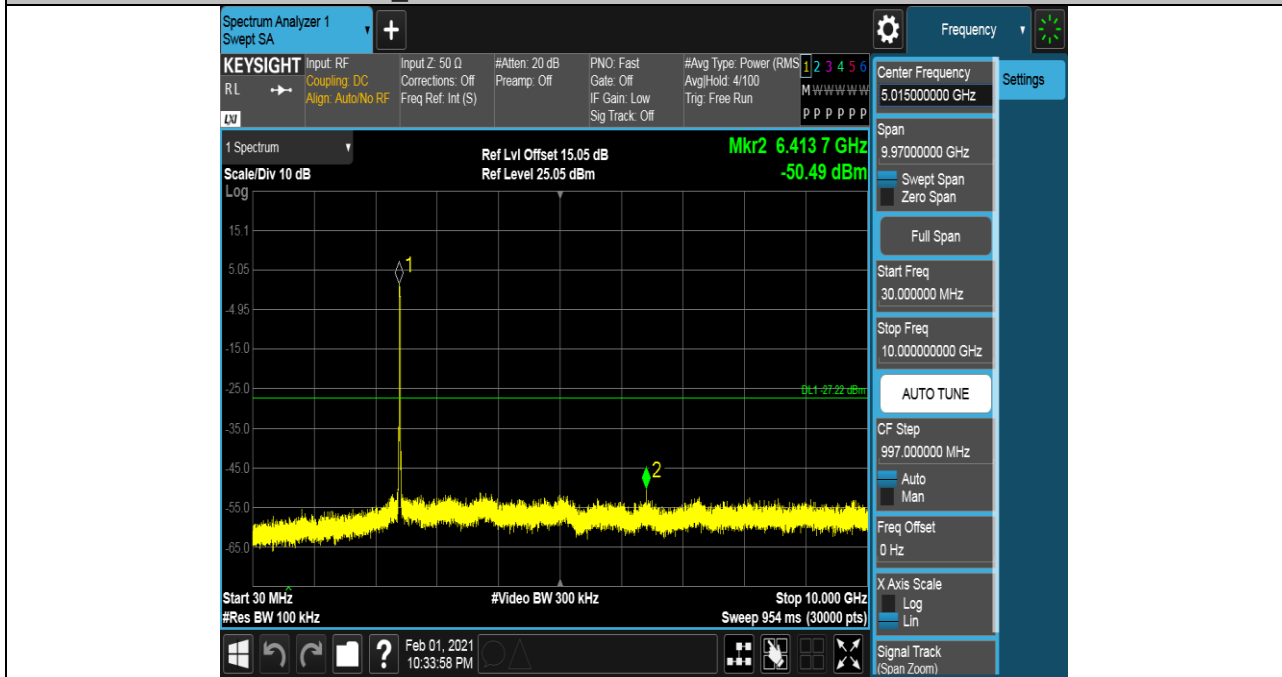 Spectrum Analyzer 1
Swept SA
+
Frequency
KEYSIGHT
RL
LXI
Input: RF
Coupling: DC
Align: Auto/No RF
Input Z: 50 Ω
Corrections: Off
Freq Ref: Int (S)
#Atten: 20 dB
Preamp: Off
PNO: Fast
Gate: Off
IF Gain: Low
Sig Track: Off
#Avg Type: Power (RMS
Avg|Hold: 4/100
Trig: Free Run
1 2 3 4 5 6
M W W W W W
P P P P P P
1 Spectrum
Scale/Div 10 dB
Ref Lvl Offset 15.05 dB
Ref Level 25.05 dBm
Mkr2 6.413 7 GHz
-50.49 dBm
Log
15.1
5.05
-4.95
-15.0
-25.0
-35.0
-45.0
-55.0
-65.0
1
2
DL1 -27.22 dBm
Start 30 MHz
#Res BW 100 kHz
#Video BW 300 kHz
Stop 10.000 GHz
Sweep 954 ms (30000 pts)
?
Feb 01, 2021
10:33:58 PM
Center Frequency
5.015000000 GHz
Span
9.97000000 GHz
Swept Span
Zero Span
Full Span
Start Freq
30.000000 MHz
Stop Freq
10.000000000 GHz
AUTO TUNE
CF Step
997.000000 MHz
Auto
Man
Freq Offset
0 Hz
X Axis Scale
Log
Lin
Signal Track
(Span Zoom)
Settings